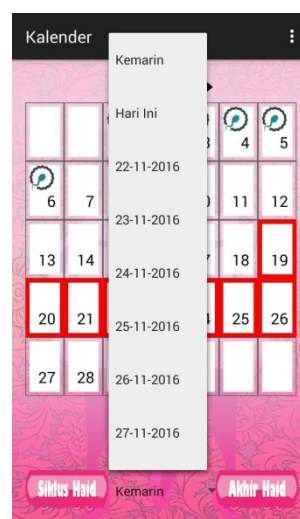 Kalender
Kemarin
Hari Ini
22-11-2016
23-11-2016
24-11-2016
25-11-2016
26-11-2016
27-11-2016
4 5
6 7 11 12
13 14 18 19
20 21 25 26
27 28
Siklus Haid Kemarin Akhir Haid